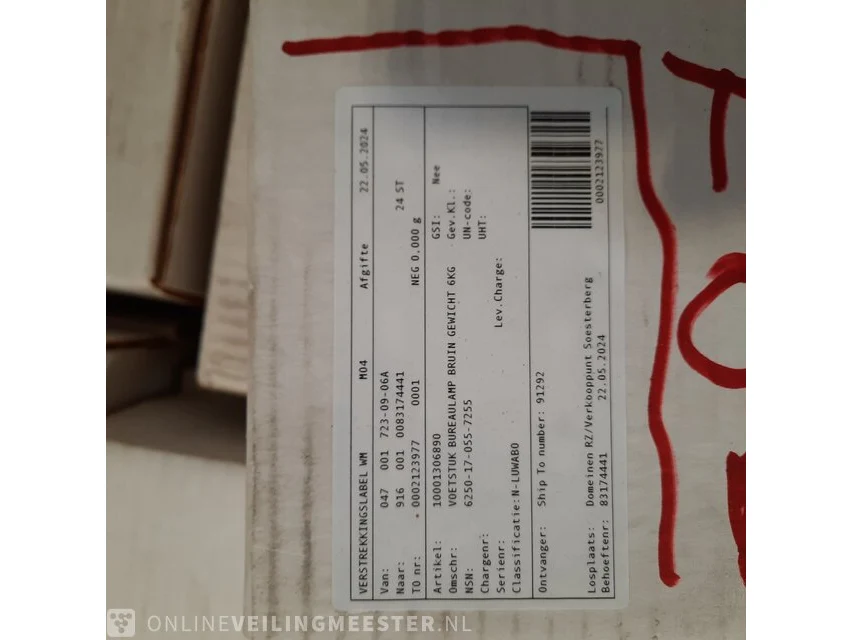 VERSTREKKINGSLABEL WM M04 Afgifte 22.05.2024
Van: 047 001 723-09-06A
Naar: 916 001 0083174441 24 ST
TO nr: 0002123977 0001 NEG 0,000 g
Artikel: 10001306890 GSI: Nee
Omschr: VOETSTUK BUREAULAMP BRUIN GEWICHT 6KG Gev.Kl.:
NSN: 6250-17-055-7255 UN-code:
Chargenr: UHT:
Serienr: Lev.Charge:
Classificatie: N-LUWABO
Ontvanger: Ship To number: 91292
0002123977
Losplaats: Domeinen RZ/Verkooppunt Soesterberg
Behoeftenr: 83174441 22.05.2024
ONLINEVEILINGMEESTER.NL